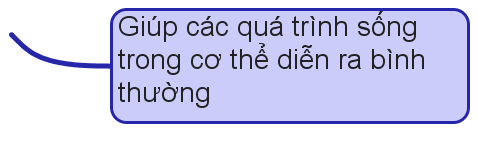 Giúp các quá trình sống
trong cơ thể diễn ra bình
thường